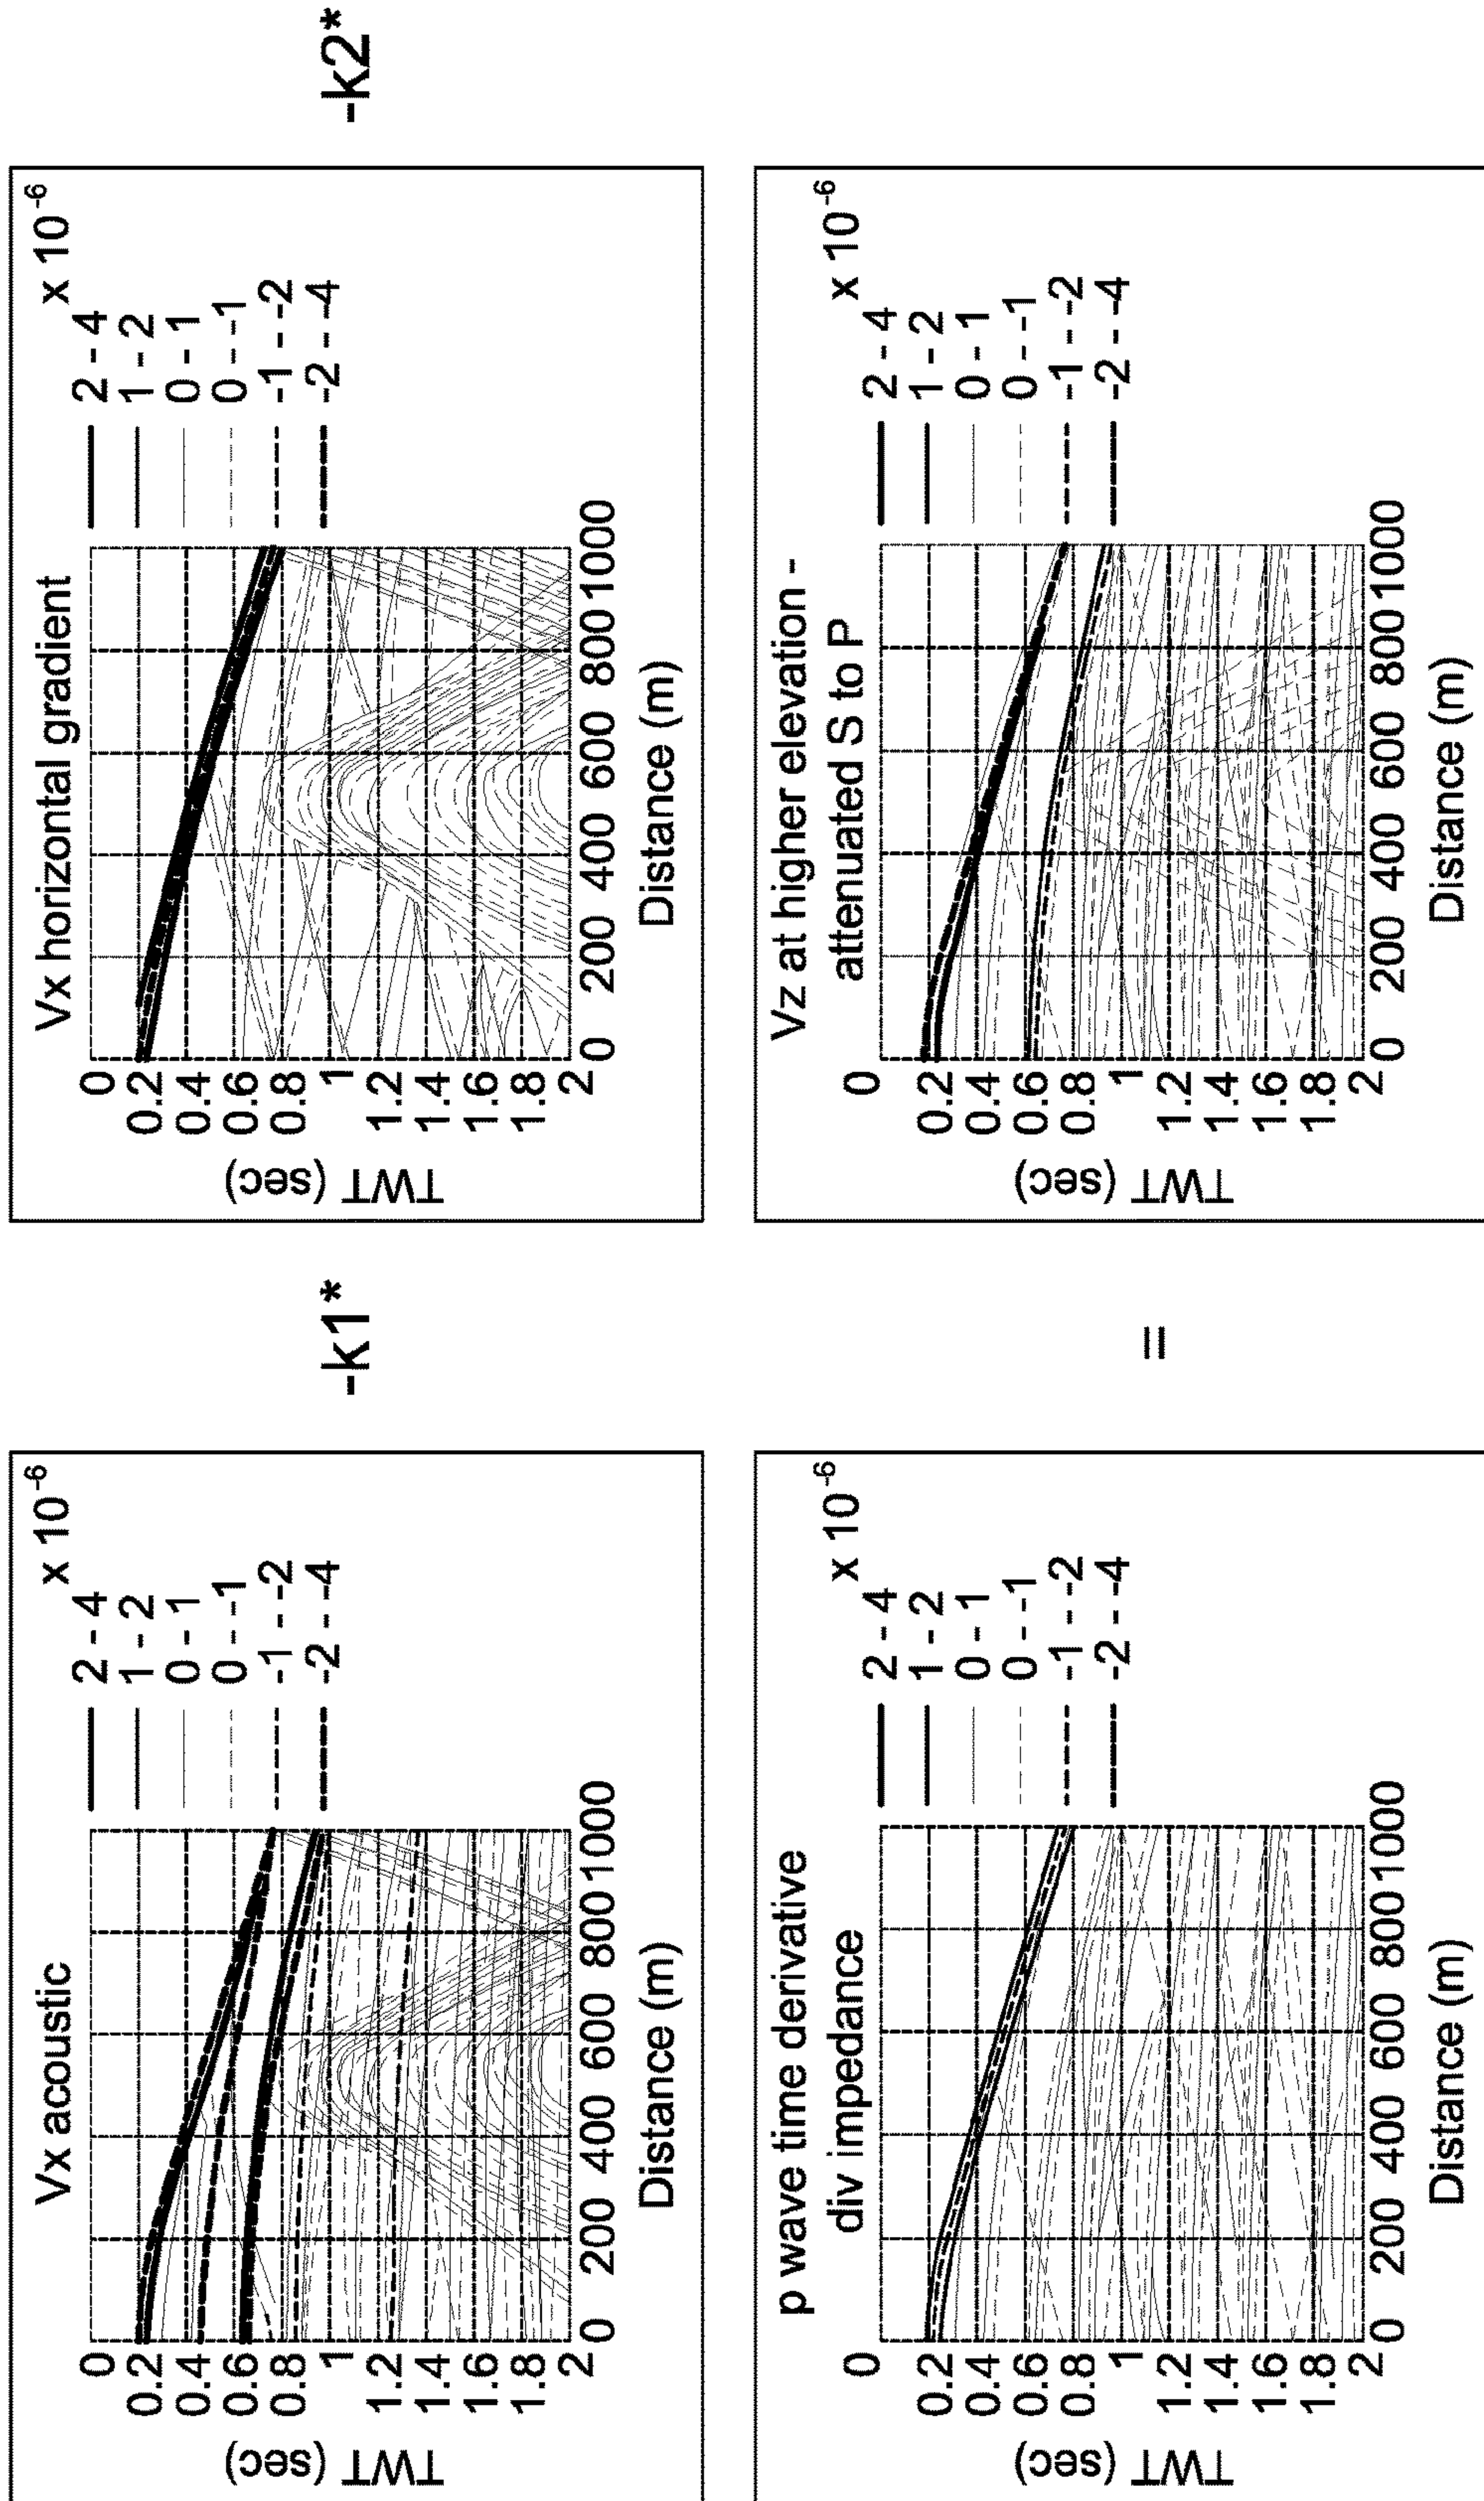 Vx acoustic
x 10-6
2 - 4
1 - 2
0 - 1
0 - -1
-1 - -2
-2 - -4
TWT (sec)
0
0.2
0.4
0.6
0.8
1
1.2
1.4
1.6
1.8
2
0 200 400 600 800 1000
Distance (m)
-k1*
Vx horizontal gradient
x 10-6
2 - 4
1 - 2
0 - 1
0 - -1
-1 - -2
-2 - -4
TWT (sec)
0
0.2
0.4
0.6
0.8
1
1.2
1.4
1.6
1.8
2
0 200 400 600 800 1000
Distance (m)
-k2*
p wave time derivative
div impedance
x 10-6
2 - 4
1 - 2
0 - 1
0 - -1
-1 - -2
-2 - -4
TWT (sec)
0
0.2
0.4
0.6
0.8
1
1.2
1.4
1.6
1.8
2
0 200 400 600 800 1000
Distance (m)
=
Vz at higher elevation -
attenuated S to P
x 10-6
2 - 4
1 - 2
0 - 1
0 - -1
-1 - -2
-2 - -4
TWT (sec)
0
0.2
0.4
0.6
0.8
1
1.2
1.4
1.6
1.8
2
0 200 400 600 800 1000
Distance (m)